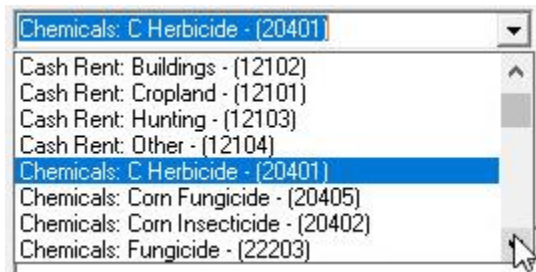 Chemicals: C Herbicide - (20401)
Cash Rent: Buildings - (12102)
Cash Rent: Cropland - (12101)
Cash Rent: Hunting - (12103)
Cash Rent: Other - (12104)
Chemicals: C Herbicide - (20401)
Chemicals: Corn Fungicide - (20405)
Chemicals: Corn Insecticide - (20402)
Chemicals: Fungicide - (22203)